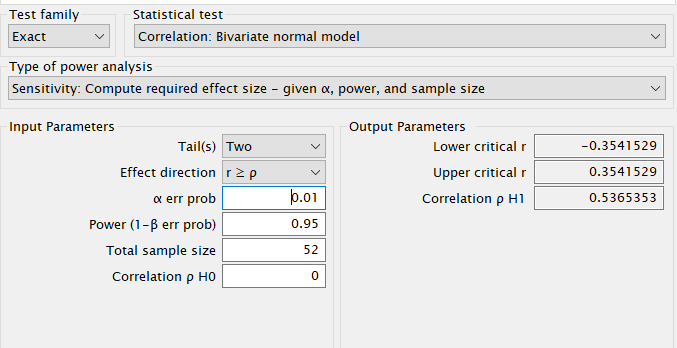 Test family
Statistical test
Exact
Correlation: Bivariate normal model
Type of power analysis
Sensitivity: Compute required effect size – given α, power, and sample size
Input Parameters
Output Parameters
Tail(s) Two
Lower critical r -0.3541529
Effect direction r ≥ ρ
Upper critical r 0.3541529
α err prob 0.01
Correlation ρ H1 0.5365353
Power (1-β err prob) 0.95
Total sample size 52
Correlation ρ H0 0